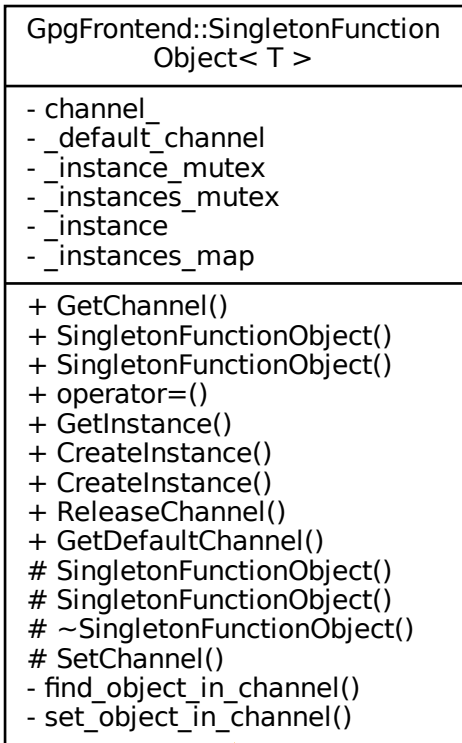 GpgFrontend::SingletonFunction
Object< T >
- channel_
- _default_channel
- _instance_mutex
- _instances_mutex
- _instance
- _instances_map
+ GetChannel()
+ SingletonFunctionObject()
+ SingletonFunctionObject()
+ operator=()
+ GetInstance()
+ CreateInstance()
+ CreateInstance()
+ ReleaseChannel()
+ GetDefaultChannel()
# SingletonFunctionObject()
# SingletonFunctionObject()
# ~SingletonFunctionObject()
# SetChannel()
- find_object_in_channel()
- set_object_in_channel()